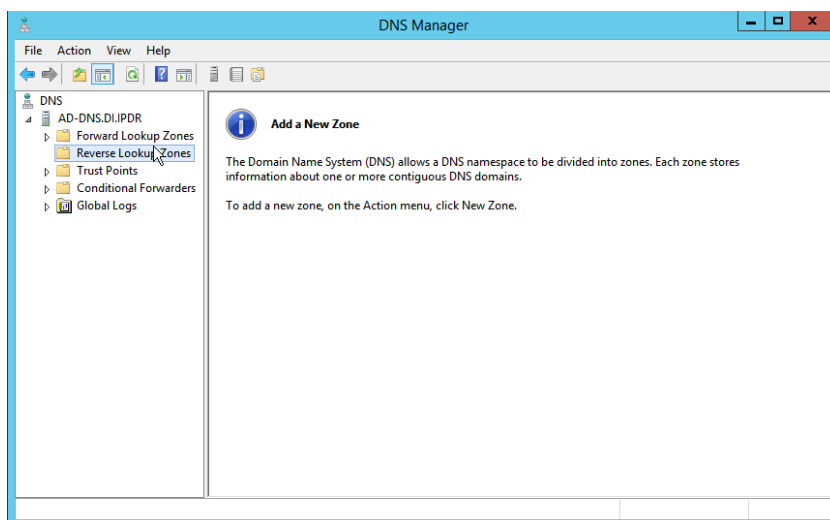 DNS Manager
x
File Action View Help
?
DNS
AD-DNS.DI.IPDR
Forward Lookup Zones
Reverse Lookup Zones
Trust Points
Conditional Forwarders
Global Logs
i
Add a New Zone
The Domain Name System (DNS) allows a DNS namespace to be divided into zones. Each zone stores
information about one or more contiguous DNS domains.
To add a new zone, on the Action menu, click New Zone.